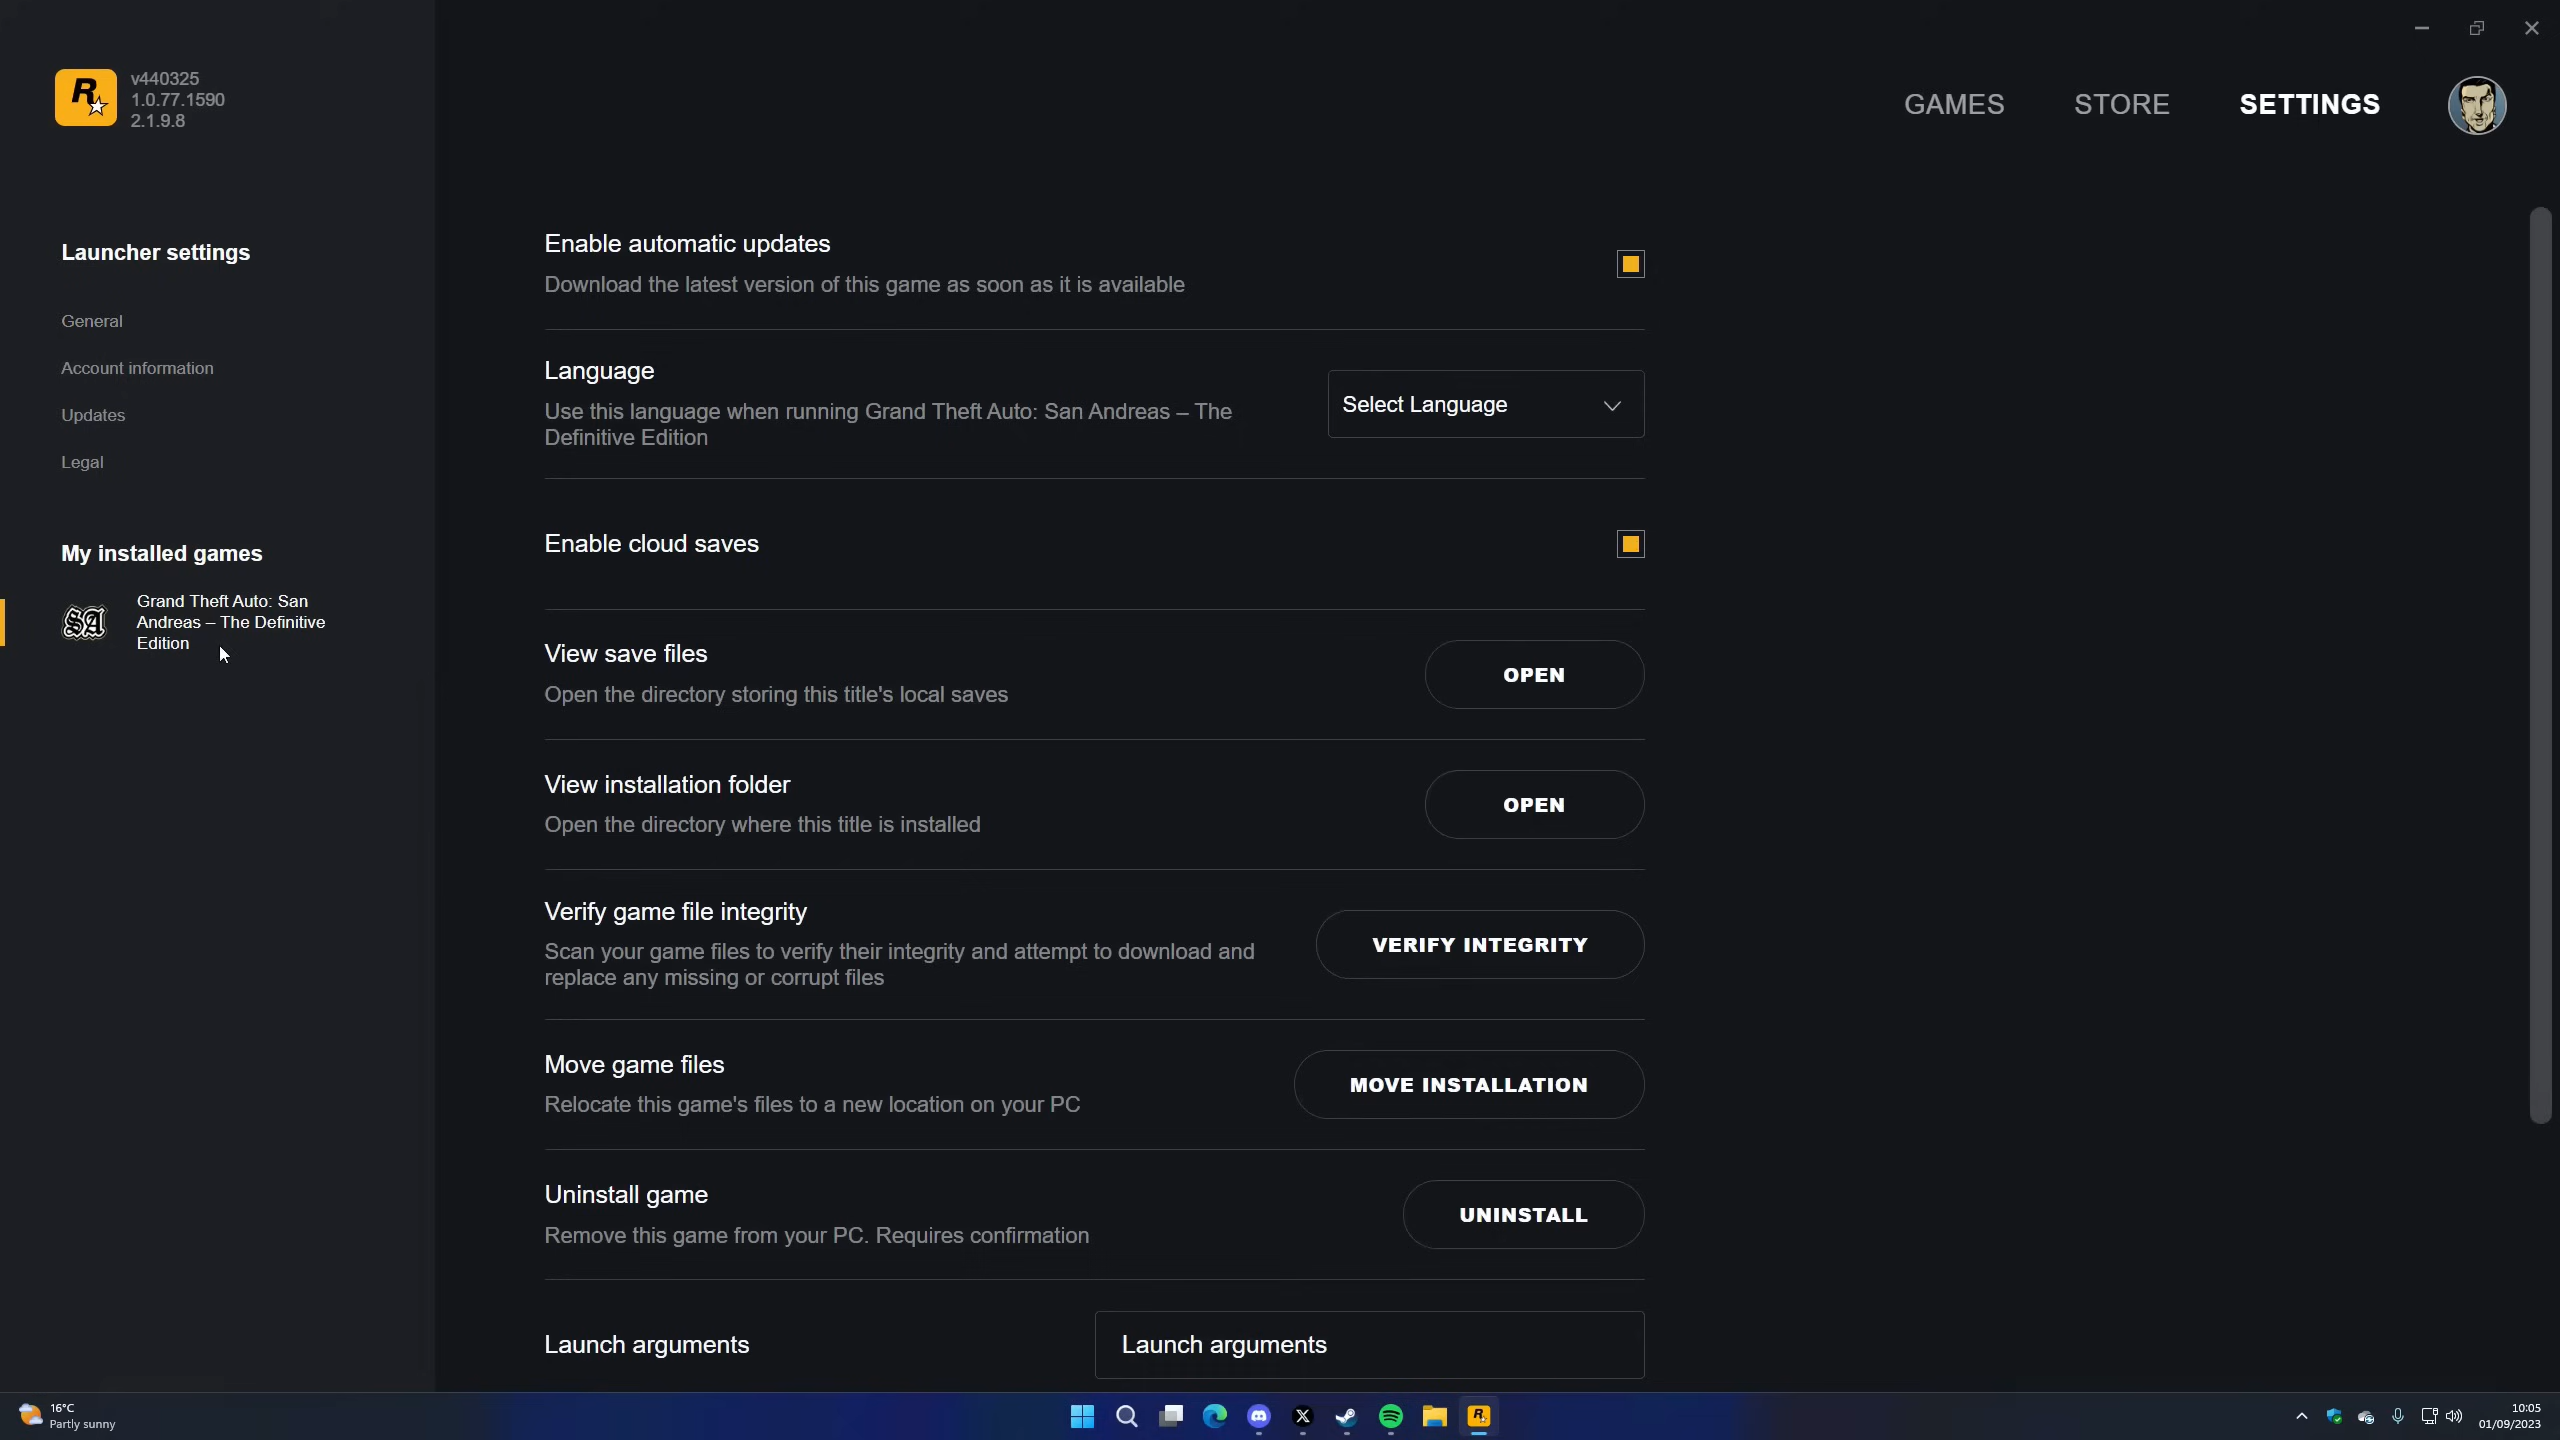 R
v440325
1.0.77.1590
2.1.9.8
GAMES
STORE
SETTINGS
Launcher settings
General
Account information
Updates
Legal
My installed games
SA
Grand Theft Auto: San
Andreas – The Definitive
Edition
Enable automatic updates
Download the latest version of this game as soon as it is available
Language
Use this language when running Grand Theft Auto: San Andreas – The
Definitive Edition
Select Language
Enable cloud saves
View save files
Open the directory storing this title's local saves
OPEN
View installation folder
Open the directory where this title is installed
OPEN
Verify game file integrity
Scan your game files to verify their integrity and attempt to download and
replace any missing or corrupt files
VERIFY INTEGRITY
Move game files
Relocate this game's files to a new location on your PC
MOVE INSTALLATION
Uninstall game
Remove this game from your PC. Requires confirmation
UNINSTALL
Launch arguments
Launch arguments
16°C
Partly sunny
X
R
10:05
01/09/2023